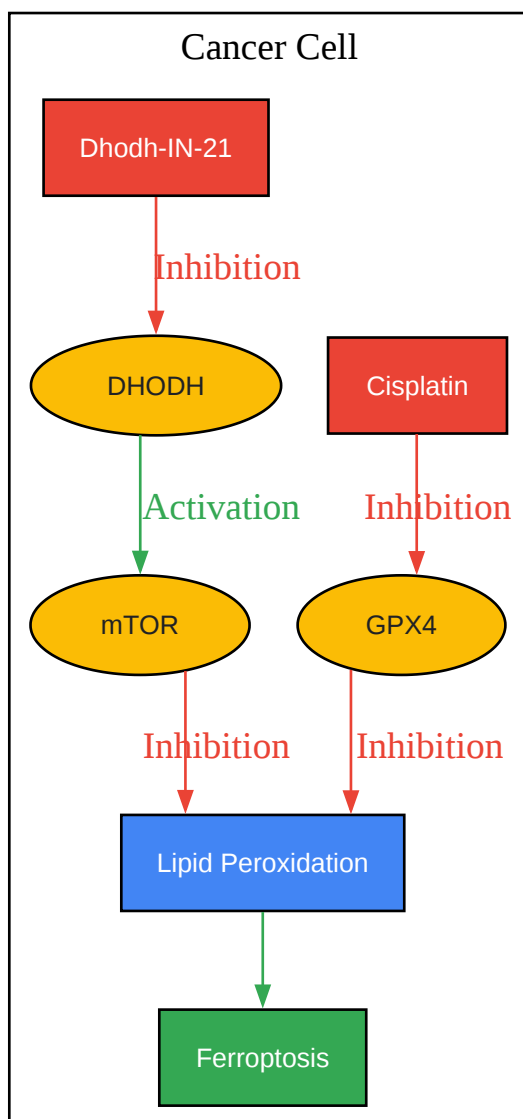 Cancer Cell
Dhodh-IN-21
Inhibition
DHODH
Cisplatin
Activation
Inhibition
mTOR
GPX4
Inhibition
Inhibition
Lipid Peroxidation
Ferroptosis